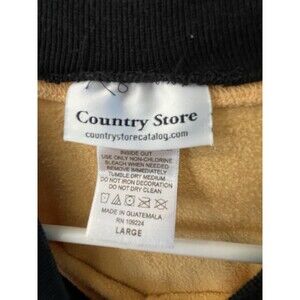 Country Store
countrystorecatalog.com
INSIDE OUT
USE ONLY NON-CHLORINE
BLEACH WHEN NEEDED
REMOVE IMMEDIATELY
TUMBLE DRY MEDIUM
DO NOT IRON DECORATION
DO NOT DRY CLEAN
MADE IN GUATEMALA
RN 109224
LARGE